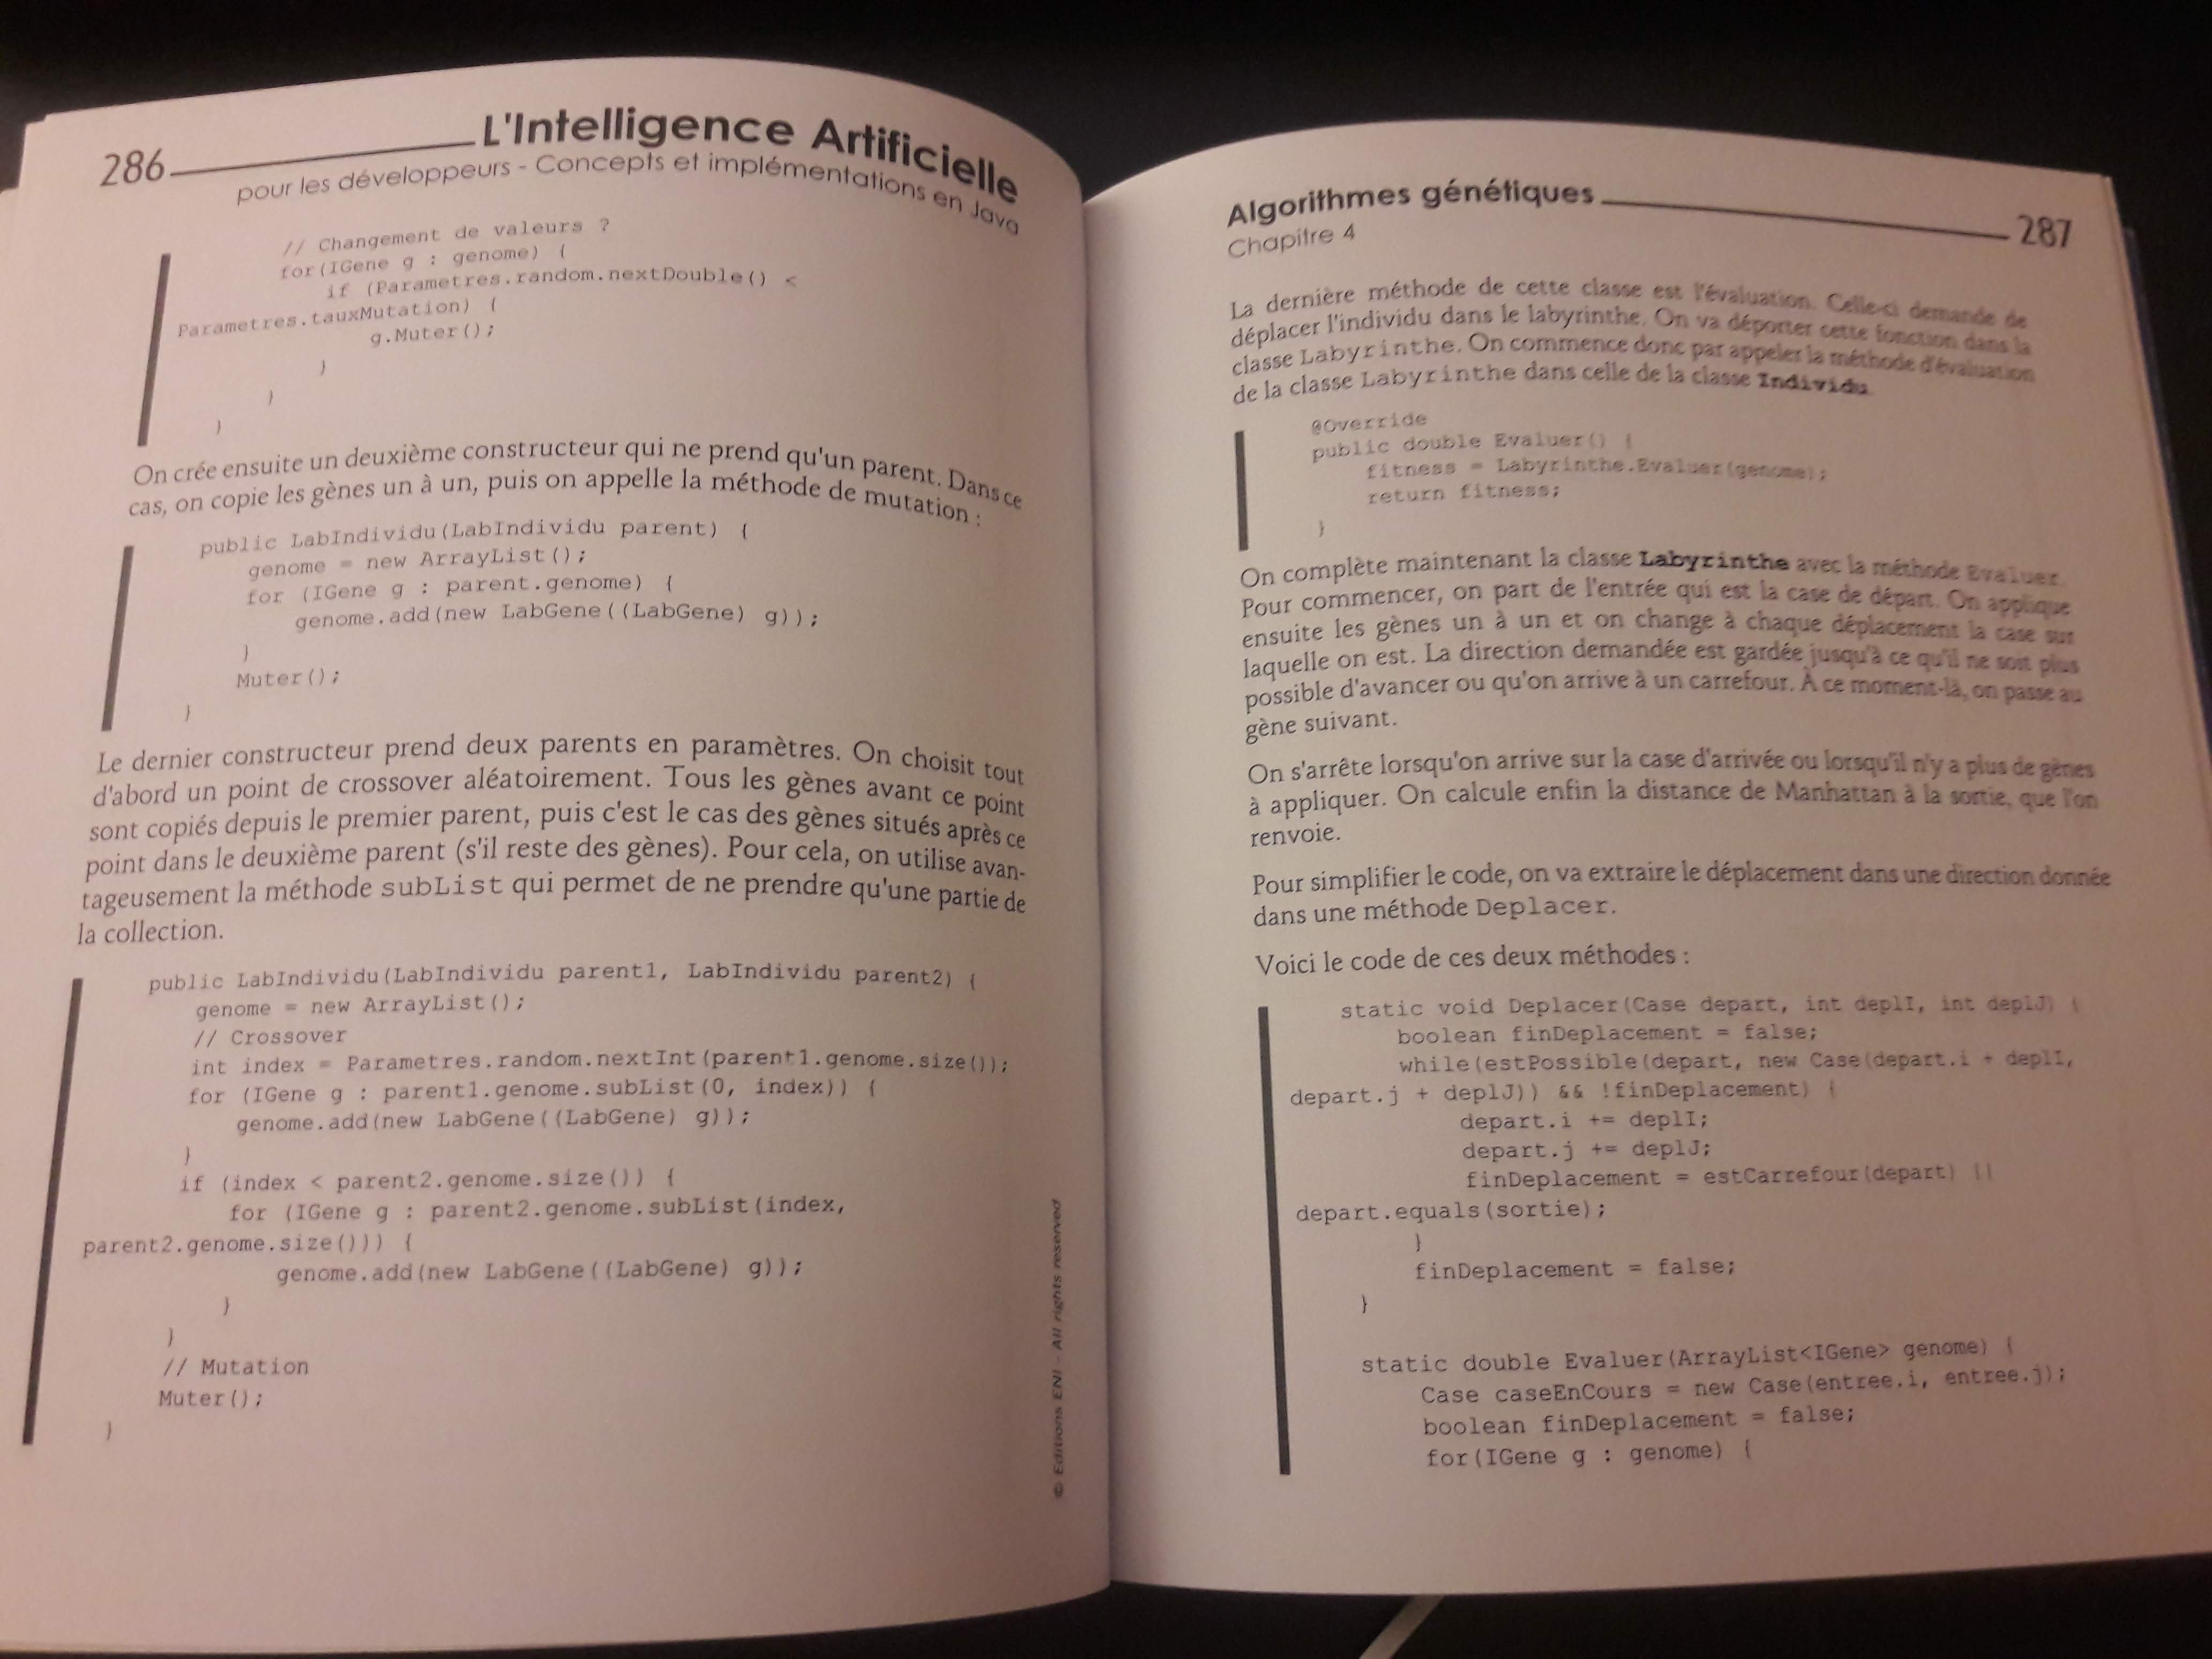 286
L'Intelligence Artificielle
pour les développeurs - Concepts et implémentations en Java
// Changement de valeurs ?
for(IGene g : genome) {
if (Parametres.random.nextDouble() <
Parametres.tauxMutation) {
g.Muter();
}
}
}
On crée ensuite un deuxième constructeur qui ne prend qu'un parent. Dans ce
cas, on copie les gènes un à un, puis on appelle la méthode de mutation :
public LabIndividu(LabIndividu parent) {
genome = new ArrayList();
for (IGene g : parent.genome) {
genome.add(new LabGene((LabGene) g));
}
Muter();
}
Le dernier constructeur prend deux parents en paramètres. On choisit tout
d'abord un point de crossover aléatoirement. Tous les gènes avant ce point
sont copiés depuis le premier parent, puis c'est le cas des gènes situés après ce
point dans le deuxième parent (s'il reste des gènes). Pour cela, on utilise avan-
tageusement la méthode subList qui permet de ne prendre qu'une partie de
la collection.
public LabIndividu(LabIndividu parent1, LabIndividu parent2) {
genome = new ArrayList();
// Crossover
int index = Parametres.random.nextInt(parent1.genome.size());
for (IGene g : parent1.genome.subList(0, index)) {
genome.add(new LabGene((LabGene) g));
}
if (index < parent2.genome.size()) {
for (IGene g : parent2.genome.subList(index,
parent2.genome.size())) {
genome.add(new LabGene((LabGene) g));
}
}
// Mutation
Muter();
}
© Editions ENI - All rights reserved
Algorithmes génétiques
287
Chapitre 4
La dernière méthode de cette classe est l'évaluation. Celle-ci demande de
déplacer l'individu dans le labyrinthe. On va déporter cette fonction dans la
classe Labyrinthe. On commence donc par appeler la méthode d'évaluation
de la classe Labyrinthe dans celle de la classe Individu.
@Override
public double Evaluer() {
fitness = Labyrinthe.Evaluer(genome);
return fitness;
}
On complète maintenant la classe Labyrinthe avec la méthode Evaluer.
Pour commencer, on part de l'entrée qui est la case de départ. On applique
ensuite les gènes un à un et on change à chaque déplacement la case sur
laquelle on est. La direction demandée est gardée jusqu'à ce qu'il ne soit plus
possible d'avancer ou qu'on arrive à un carrefour. À ce moment-là, on passe au
gène suivant.
On s'arrête lorsqu'on arrive sur la case d'arrivée ou lorsqu'il n'y a plus de gènes
à appliquer. On calcule enfin la distance de Manhattan à la sortie, que l'on
renvoie.
Pour simplifier le code, on va extraire le déplacement dans une direction donnée
dans une méthode Deplacer.
Voici le code de ces deux méthodes :
static void Deplacer(Case depart, int deplI, int deplJ) {
boolean finDeplacement = false;
while(estPossible(depart, new Case(depart.i + deplI,
depart.j + deplJ)) && !finDeplacement) {
depart.i += deplI;
depart.j += deplJ;
finDeplacement = estCarrefour(depart) ||
depart.equals(sortie);
}
finDeplacement = false;
}
static double Evaluer(ArrayList<IGene> genome) {
Case caseEnCours = new Case(entree.i, entree.j);
boolean finDeplacement = false;
for(IGene g : genome) {